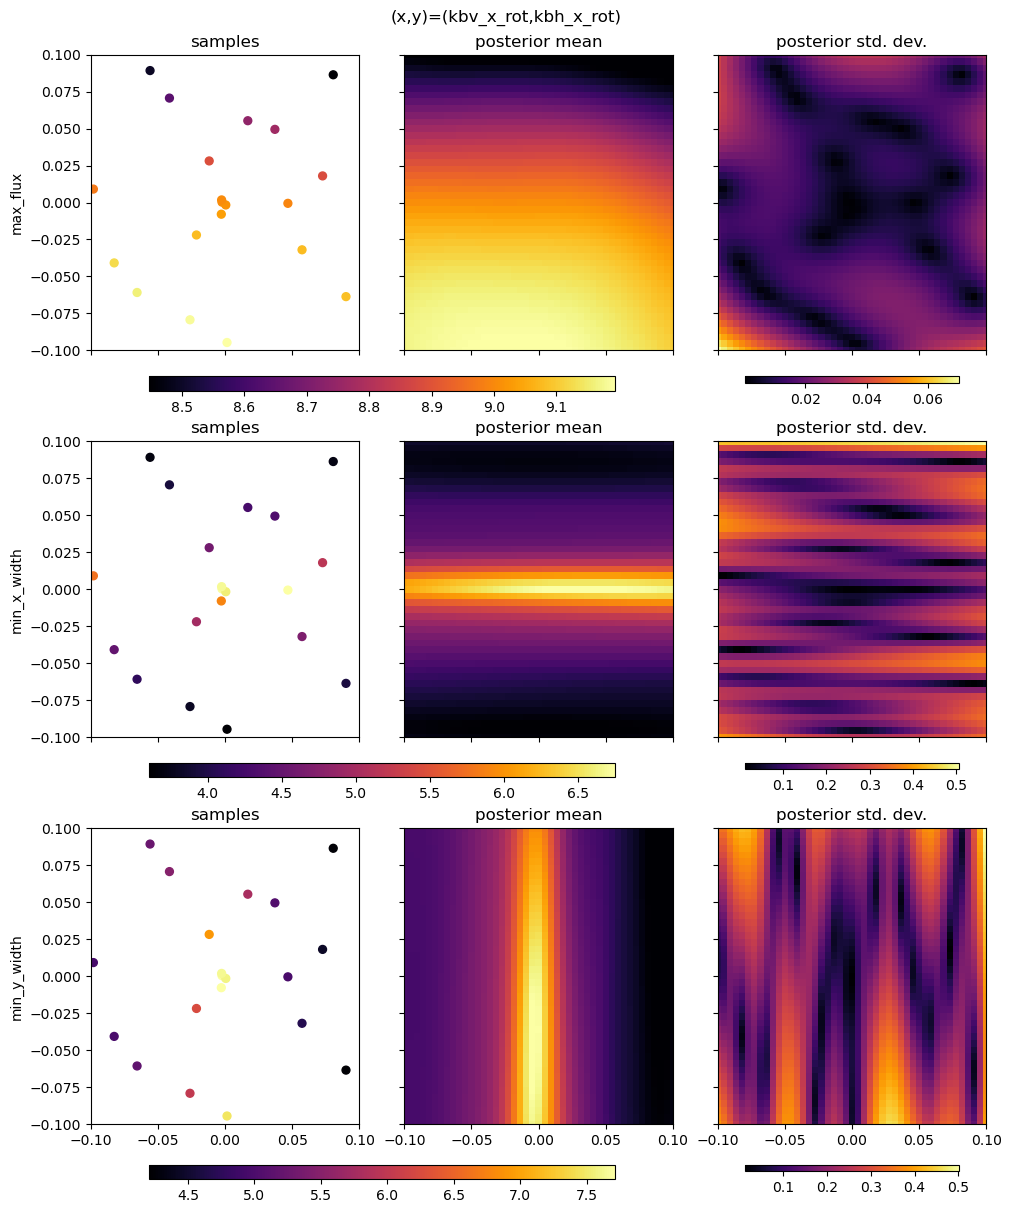 (x,y)=(kbv_x_rot,kbh_x_rot)
samples posterior mean posterior std. dev.
max_flux
0.100
0.075
0.050
0.025
0.000
−0.025
−0.050
−0.075
−0.100
8.5 8.6 8.7 8.8 8.9 9.0 9.1
0.02 0.04 0.06
samples posterior mean posterior std. dev.
min_x_width
0.100
0.075
0.050
0.025
0.000
−0.025
−0.050
−0.075
−0.100
4.0 4.5 5.0 5.5 6.0 6.5
0.1 0.2 0.3 0.4 0.5
samples posterior mean posterior std. dev.
min_y_width
0.100
0.075
0.050
0.025
0.000
−0.025
−0.050
−0.075
−0.100
−0.10 −0.05 0.00 0.05 0.10 −0.10 −0.05 0.00 0.05 0.10 −0.10 −0.05 0.00 0.05 0.10
4.5 5.0 5.5 6.0 6.5 7.0 7.5
0.1 0.2 0.3 0.4 0.5